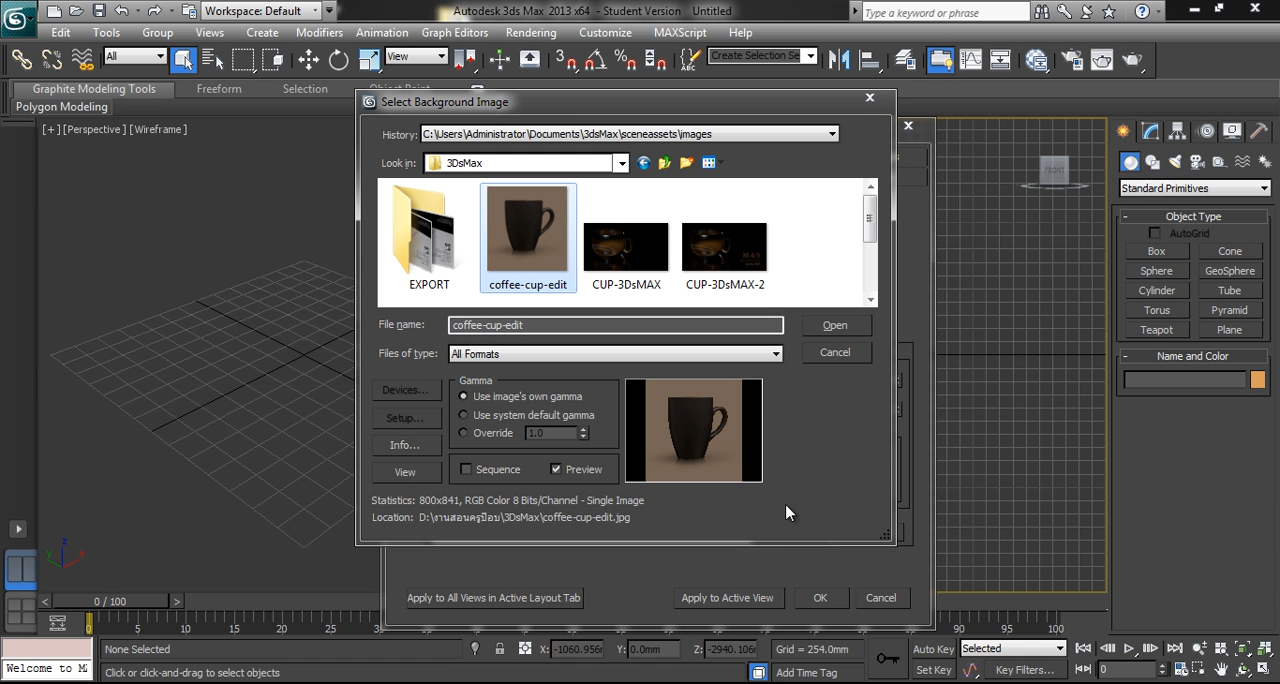 Workspace: Default
Autodesk 3ds Max 2013 x64 - Student Version Untitled
Type a keyword or phrase
Edit Tools Group Views Create Modifiers Animation Graph Editors Rendering Customize MAXScript Help
All
View
Create Selection Se
Graphite Modeling Tools Freeform Selection Object Paint
Polygon Modeling
[+] [Perspective] [Wireframe]
Select Background Image
History: C:\Users\Administrator\Documents\3dsMax\sceneassets\images
Look in: 3DsMax
EXPORT coffee-cup-edit CUP-3DsMAX CUP-3DsMAX-2
File name: coffee-cup-edit Open
Files of type: All Formats Cancel
Devices...
Setup...
Info...
View
Gamma
Use image's own gamma
Use system default gamma
Override 1.0
Sequence Preview
Statistics: 800x841, RGB Color 8 Bits/Channel - Single Image
Location: D:\งานสอนครูป๊อบ\3DsMax\coffee-cup-edit.jpg
Apply to All Views in Active Layout Tab Apply to Active View OK Cancel
FRONT
Standard Primitives
Object Type
AutoGrid
Box Cone
Sphere GeoSphere
Cylinder Tube
Torus Pyramid
Teapot Plane
Name and Color
z
y x
< 0 / 100 >
0 5 10 15 20 25 90 95 100
None Selected X: -1060.956m Y: 0.0mm Z: -2940.106m Grid = 254.0mm Auto Key Selected
Welcome to M Click or click-and-drag to select objects Add Time Tag Set Key Key Filters... 0